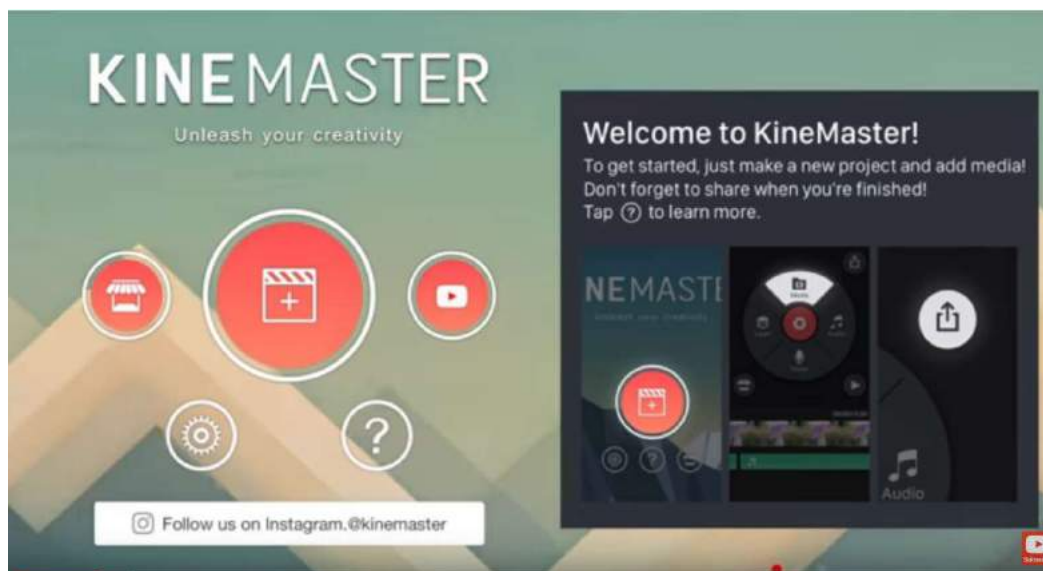 KINEMASTER
Unleash your creativity
Follow us on Instagram.@kinemaster
Welcome to KineMaster!
To get started, just make a new project and add media!
Don't forget to share when you're finished!
Tap ? to learn more.
NEMASTE
Media
Audio